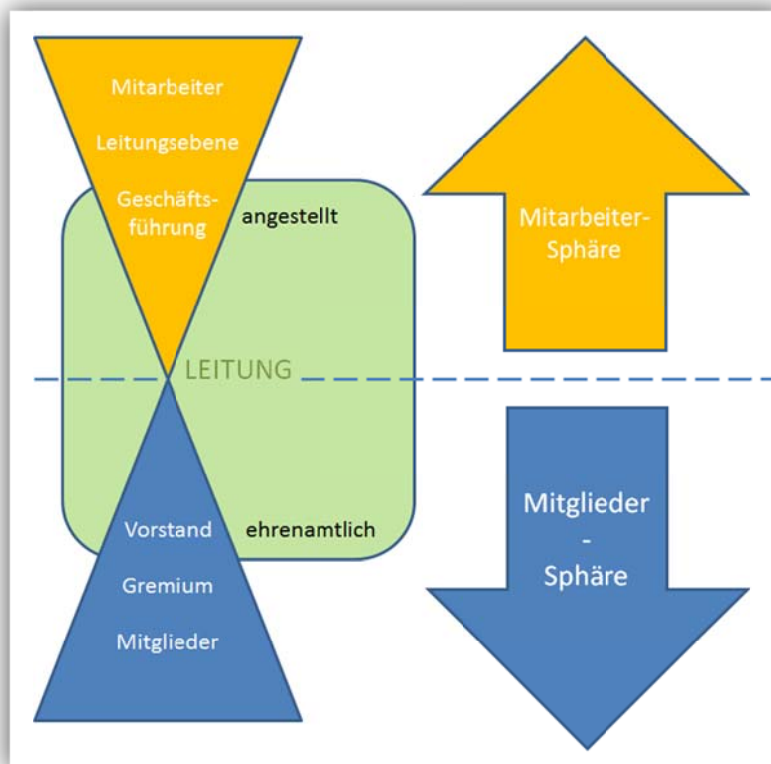 Mitarbeiter
Leitungsebene
Geschäfts-
führung
angestellt
Mitarbeiter-
Sphäre
LEITUNG
Vorstand
ehrenamtlich
Gremium
Mitglieder
Mitglieder
-
Sphäre